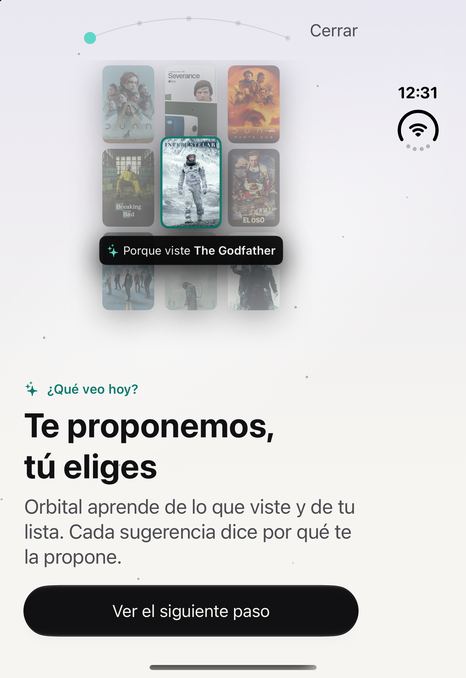 Cerrar
12:31
DUNA
Severance
DUNA
INTERSTELLAR
Breaking
Bad
EL OSO
Porque viste The Godfather
¿Qué veo hoy?
Te proponemos,
tú eliges
Orbital aprende de lo que viste y de tu
lista. Cada sugerencia dice por qué te
la propone.
Ver el siguiente paso